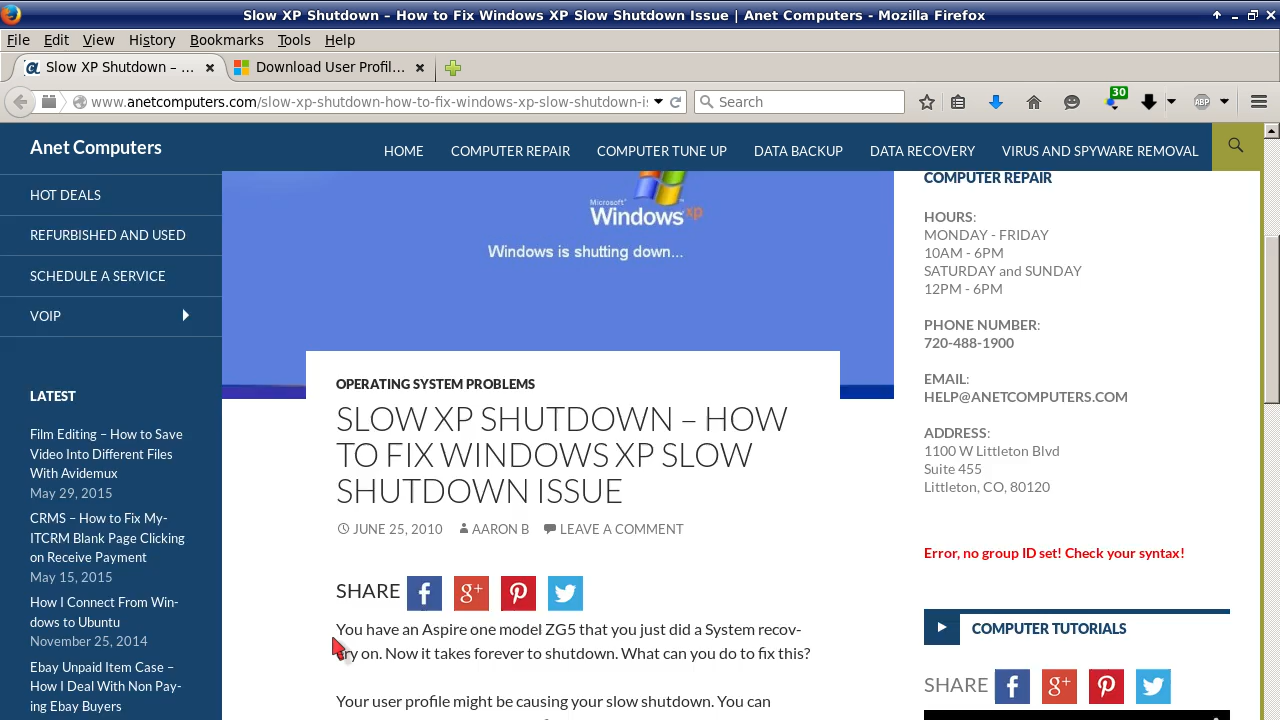 Slow XP Shutdown – How to Fix Windows XP Slow Shutdown Issue | Anet Computers - Mozilla Firefox
File Edit View History Bookmarks Tools Help
Slow XP Shutdown – ... Download User Profil...
www.anetcomputers.com/slow-xp-shutdown-how-to-fix-windows-xp-slow-shutdown-is Search 30 ABP
Anet Computers
HOME COMPUTER REPAIR COMPUTER TUNE UP DATA BACKUP DATA RECOVERY VIRUS AND SPYWARE REMOVAL
HOT DEALS
REFURBISHED AND USED
SCHEDULE A SERVICE
VOIP
LATEST
Film Editing – How to Save
Video Into Different Files
With Avidemux
May 29, 2015
CRMS – How to Fix My-
ITCRM Blank Page Clicking
on Receive Payment
May 15, 2015
How I Connect From Win-
dows to Ubuntu
November 25, 2014
Ebay Unpaid Item Case –
How I Deal With Non Pay-
ing Ebay Buyers
Microsoft
Windows xp
Windows is shutting down...
OPERATING SYSTEM PROBLEMS
SLOW XP SHUTDOWN – HOW
TO FIX WINDOWS XP SLOW
SHUTDOWN ISSUE
JUNE 25, 2010 AARON B LEAVE A COMMENT
SHARE
You have an Aspire one model ZG5 that you just did a System recov-
ery on. Now it takes forever to shutdown. What can you do to fix this?
Your user profile might be causing your slow shutdown. You can
COMPUTER REPAIR
HOURS:
MONDAY - FRIDAY
10AM - 6PM
SATURDAY and SUNDAY
12PM - 6PM
PHONE NUMBER:
720-488-1900
EMAIL:
HELP@ANETCOMPUTERS.COM
ADDRESS:
1100 W Littleton Blvd
Suite 455
Littleton, CO, 80120
Error, no group ID set! Check your syntax!
COMPUTER TUTORIALS
SHARE